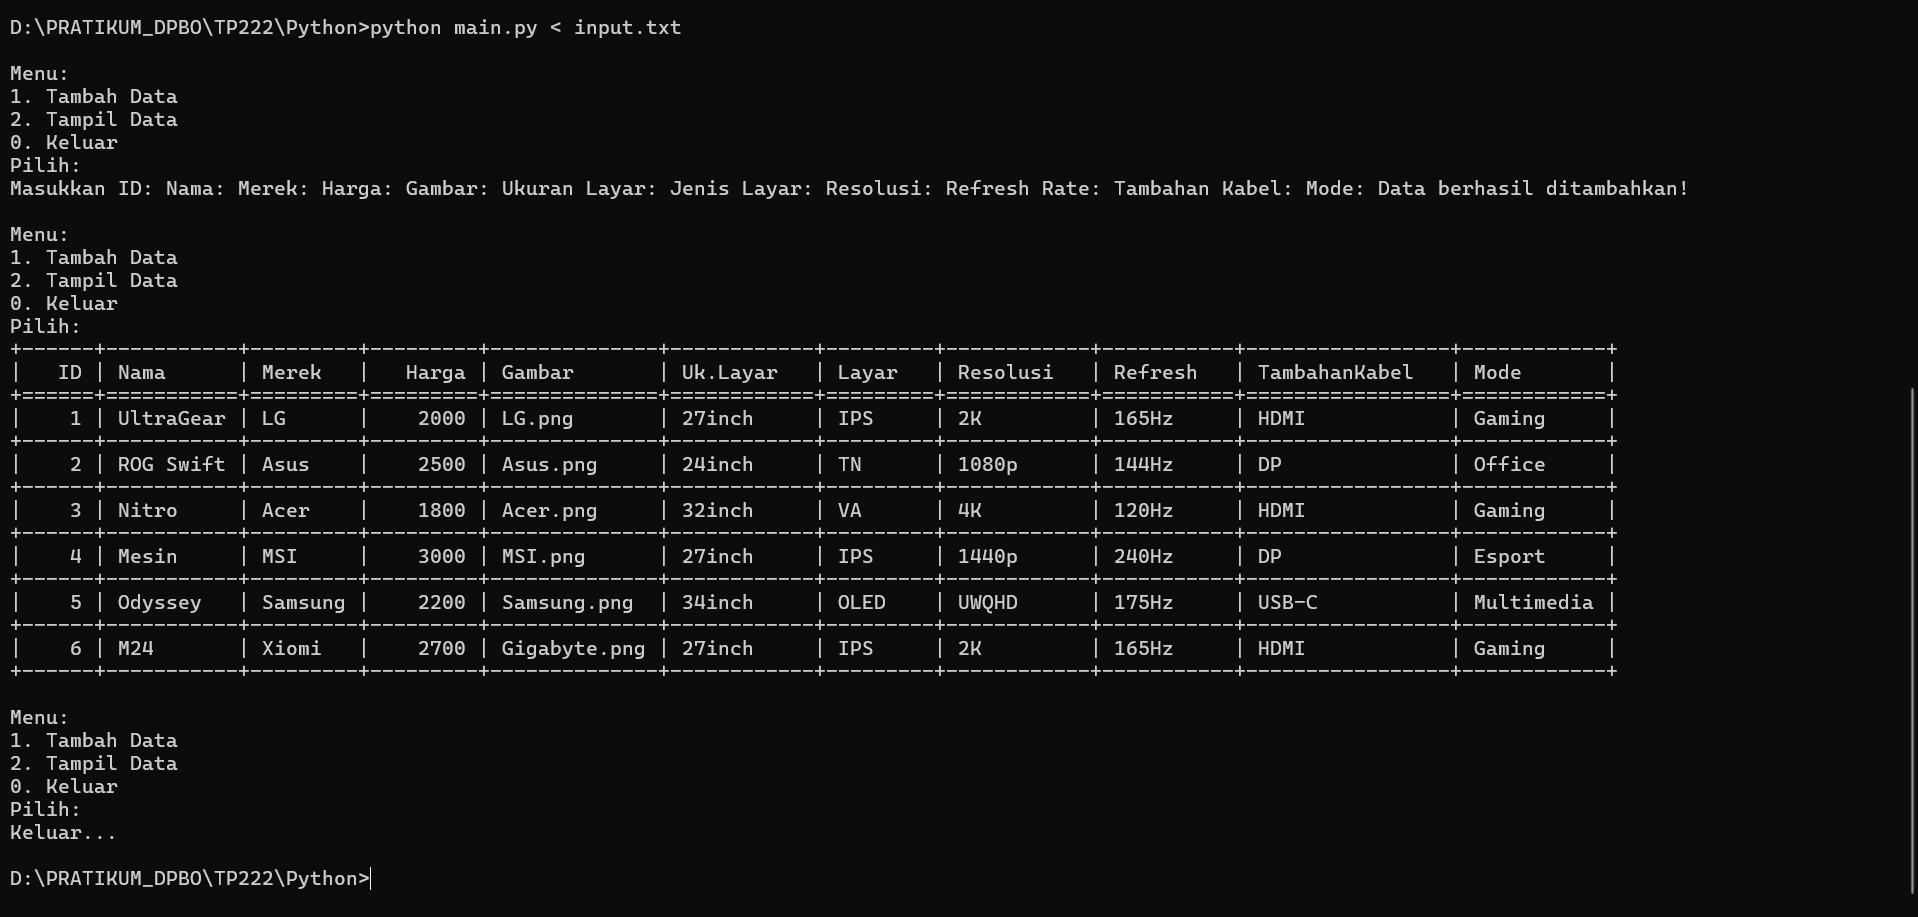 D:\PRATIKUM_DPBO\TP222\Python>python main.py < input.txt

Menu:
1. Tambah Data
2. Tampil Data
0. Keluar
Pilih:
Masukkan ID: Nama: Merek: Harga: Gambar: Ukuran Layar: Jenis Layar: Resolusi: Refresh Rate: Tambahan Kabel: Mode: Data berhasil ditambahkan!

Menu:
1. Tambah Data
2. Tampil Data
0. Keluar
Pilih:
+------+-----------+---------+---------+--------------+------------+---------+------------+-----------+-----------------+------------+
|   ID | Nama      | Merek   |   Harga | Gambar       | Uk.Layar   | Layar   | Resolusi   | Refresh   | TambahanKabel   | Mode       |
+======+===========+=========+=========+==============+============+=========+============+===========+=================+============+
|    1 | UltraGear | LG      |    2000 | LG.png       | 27inch     | IPS     | 2K         | 165Hz     | HDMI            | Gaming     |
+------+-----------+---------+---------+--------------+------------+---------+------------+-----------+-----------------+------------+
|    2 | ROG Swift | Asus    |    2500 | Asus.png     | 24inch     | TN      | 1080p      | 144Hz     | DP              | Office     |
+------+-----------+---------+---------+--------------+------------+---------+------------+-----------+-----------------+------------+
|    3 | Nitro     | Acer    |    1800 | Acer.png     | 32inch     | VA      | 4K         | 120Hz     | HDMI            | Gaming     |
+------+-----------+---------+---------+--------------+------------+---------+------------+-----------+-----------------+------------+
|    4 | Mesin     | MSI     |    3000 | MSI.png      | 27inch     | IPS     | 1440p      | 240Hz     | DP              | Esport     |
+------+-----------+---------+---------+--------------+------------+---------+------------+-----------+-----------------+------------+
|    5 | Odyssey   | Samsung |    2200 | Samsung.png  | 34inch     | OLED    | UWQHD      | 175Hz     | USB-C           | Multimedia |
+------+-----------+---------+---------+--------------+------------+---------+------------+-----------+-----------------+------------+
|    6 | M24       | Xiomi   |    2700 | Gigabyte.png | 27inch     | IPS     | 2K         | 165Hz     | HDMI            | Gaming     |
+------+-----------+---------+---------+--------------+------------+---------+------------+-----------+-----------------+------------+

Menu:
1. Tambah Data
2. Tampil Data
0. Keluar
Pilih:
Keluar...

D:\PRATIKUM_DPBO\TP222\Python>